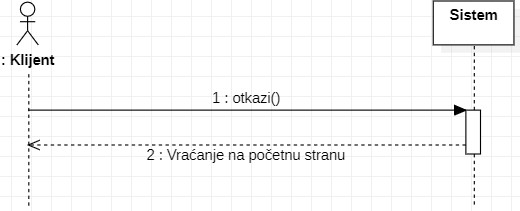 Sistem
: Klijent
1 : otkazi()
2 : Vraćanje na početnu stranu